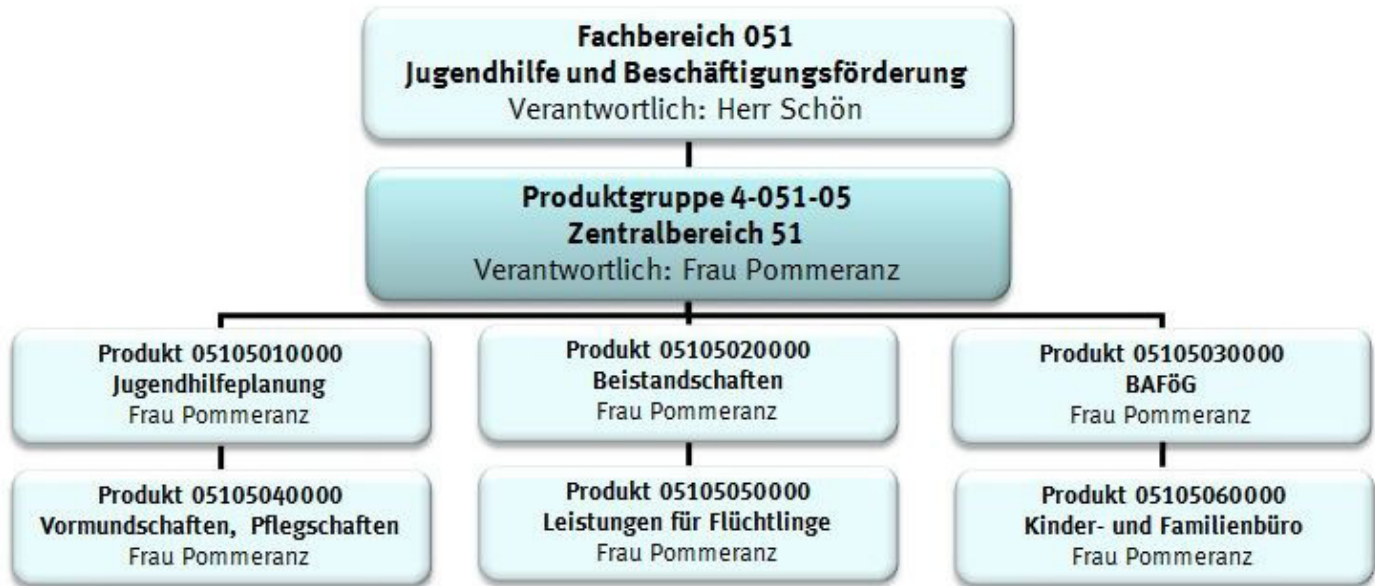 Fachbereich 051
Jugendhilfe und Beschäftigungsförderung
Verantwortlich: Herr Schön
Produktgruppe 4-051-05
Zentralbereich 51
Verantwortlich: Frau Pommeranz
Produkt 05105010000
Jugendhilfeplanung
Frau Pommeranz
Produkt 05105020000
Beistandschaften
Frau Pommeranz
Produkt 05105030000
BAFöG
Frau Pommeranz
Produkt 05105040000
Vormundschaften, Pflegschaften
Frau Pommeranz
Produkt 05105050000
Leistungen für Flüchtlinge
Frau Pommeranz
Produkt 05105060000
Kinder- und Familienbüro
Frau Pommeranz